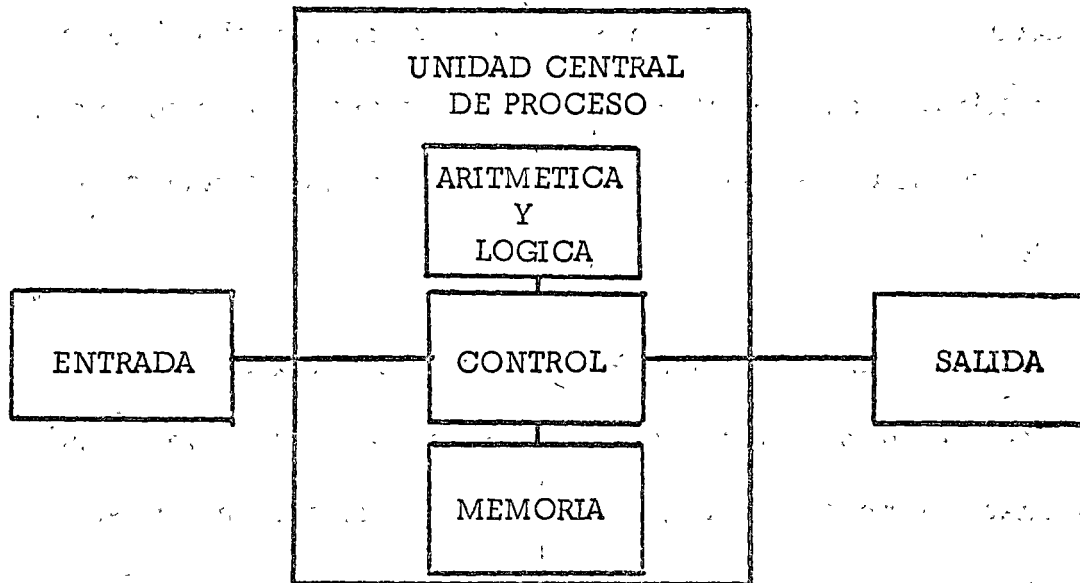 UNIDAD CENTRAL
DE PROCESO
ARITMETICA
Y
LOGICA
ENTRADA
CONTROL
SALIDA
MEMORIA